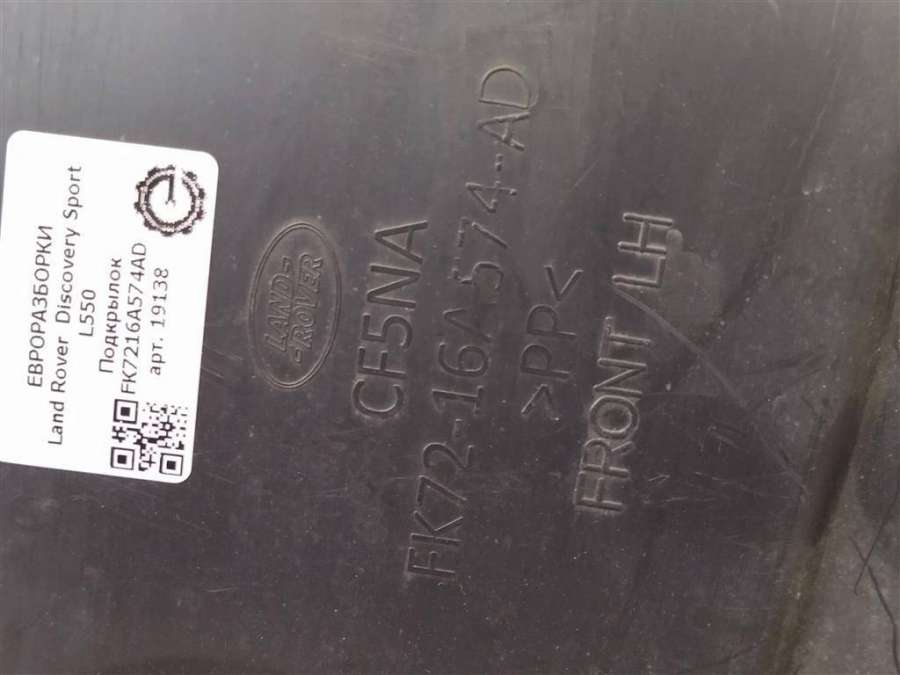 ЕВРОРАЗБОРКИ
Land Rover Discovery Sport
L550
Подкрылок
FK7216A574AD
арт. 19138
LAND-
-ROVER
CF5NA
FK72-16A574-AD
>PP<
FRONT/LH